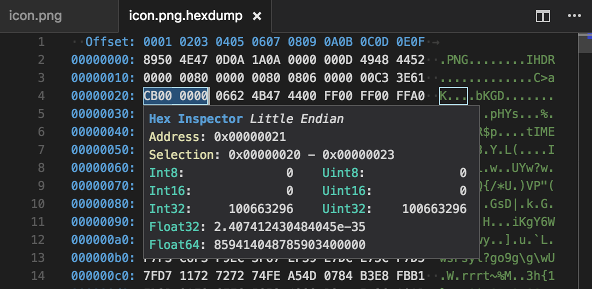 icon.png icon.png.hexdump ×
1 Offset: 0001 0203 0405 0607 0809 0A0B 0C0D 0E0F
2 00000000: 8950 4E47 0D0A 1A0A 0000 000D 4948 4452 .PNG........IHDR
3 00000010: 0000 0080 0000 0080 0806 0000 00C3 3E61 .............C>a
4 00000020: CB00 0000 0662 4B47 4400 FF00 FF00 FFA0 K....bKGD.......
5 00000030: .pHYs...%.
6 00000040: R$p....tIME
7 00000050: B.Y.L(....I
8 00000060: L.w..UYw?w.
9 00000070: Q{/*U.)VP"(
10 00000080: .GsD|.k.G.
11 00000090: H...iKgY6W
12 000000a0: wy..].u.`L.
13 000000b0: wsFsyl?go9g\g\wU
14 000000c0: 7FD7 1172 7272 74FE A54D 0784 B3E8 FBB1 .W.rrrt~%M..3h{1
Hex Inspector Little Endian
Address: 0x00000021
Selection: 0x00000020 - 0x00000023
Int8: 0 Uint8: 0
Int16: 0 Uint16: 0
Int32: 100663296 Uint32: 100663296
Float32: 2.407412430484045e-35
Float64: 859414048785903400000